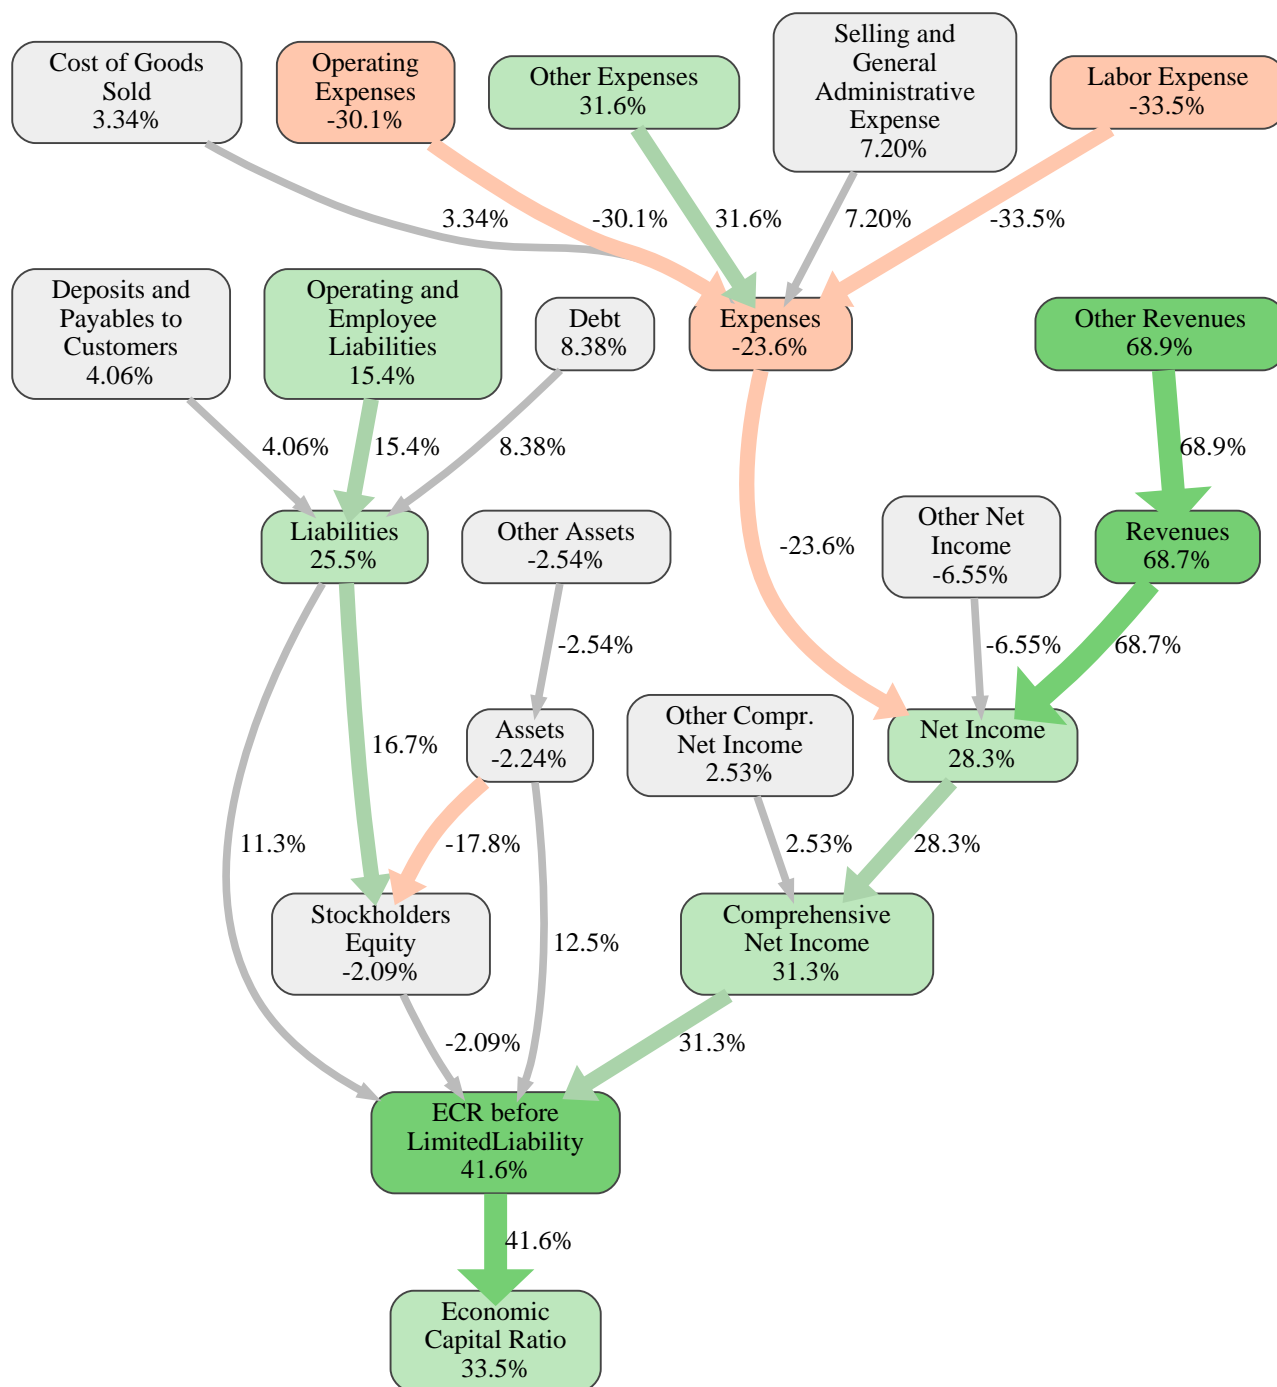 Cost of Goods
Sold
3.34%
Operating
Expenses
-30.1%
Other Expenses
31.6%
Selling and
General
Administrative
Expense
7.20%
Labor Expense
-33.5%
3.34%
-30.1%
31.6%
7.20%
-33.5%
Deposits and
Payables to
Customers
4.06%
Operating and
Employee
Liabilities
15.4%
Debt
8.38%
Expenses
-23.6%
Other Revenues
68.9%
4.06%
15.4%
8.38%
68.9%
Liabilities
25.5%
Other Assets
-2.54%
-23.6%
Other Net
Income
-6.55%
Revenues
68.7%
-2.54%
-6.55%
68.7%
16.7%
Assets
-2.24%
Other Compr.
Net Income
2.53%
Net Income
28.3%
11.3%
-17.8%
2.53%
28.3%
Stockholders
Equity
-2.09%
12.5%
Comprehensive
Net Income
31.3%
-2.09%
31.3%
ECR before
LimitedLiability
41.6%
41.6%
Economic
Capital Ratio
33.5%